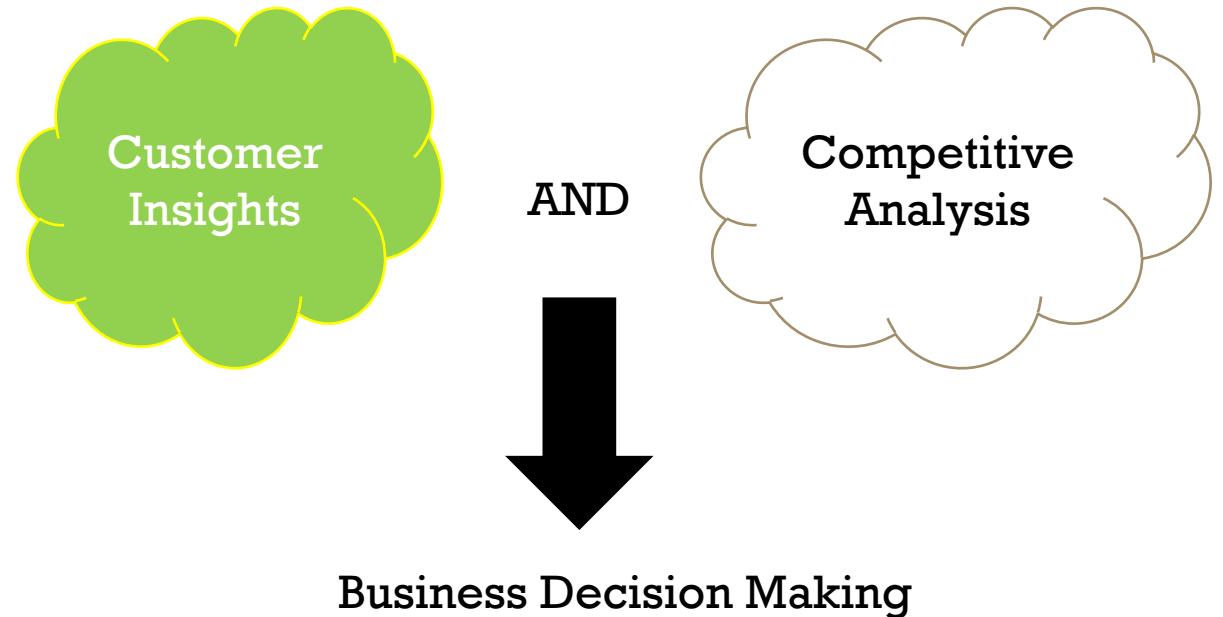 Customer
Insights
AND
Competitive
Analysis
Business Decision Making